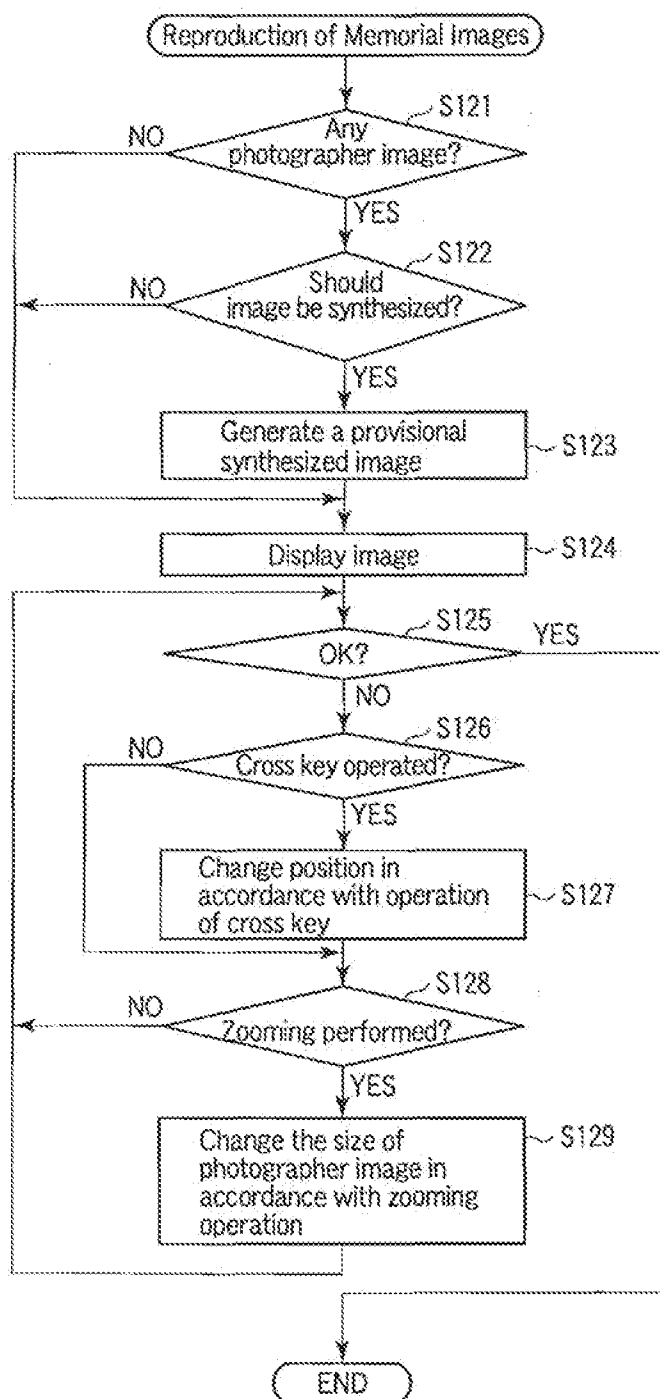 Reproduction of Memorial Images
S121
NO
Any
photographer image?
YES
S122
NO
Should
image be synthesized?
YES
Generate a provisional
synthesized image
S123
Display image
S124
S125
YES
OK?
NO
S126
NO
Cross key operated?
YES
Change position in
accordance with operation
of cross key
S127
S128
NO
Zooming performed?
YES
Change the size of
photographer image in
accordance with zooming
operation
S129
END